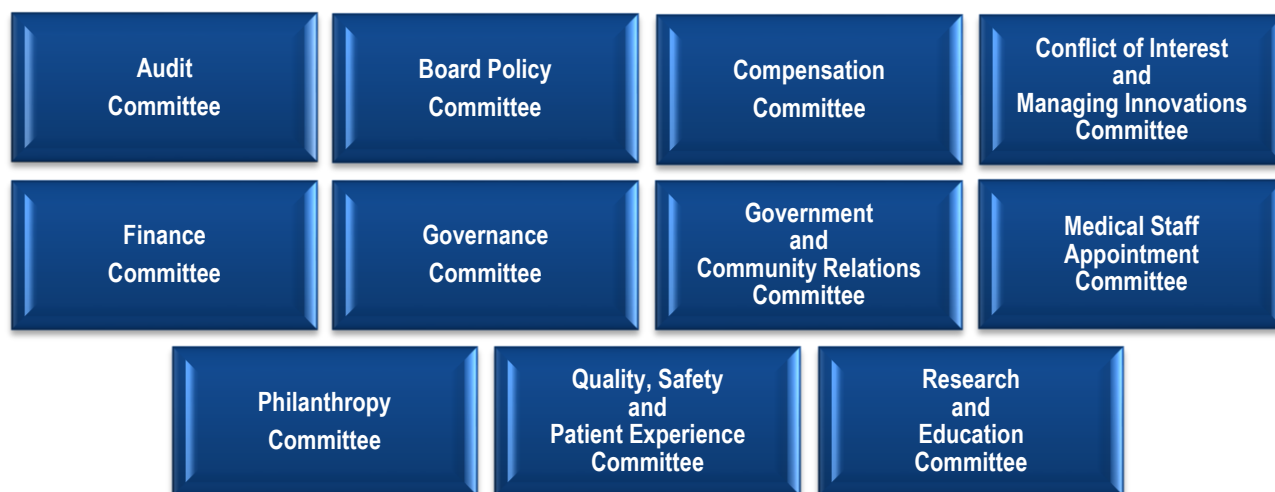 Audit
Committee
Board Policy
Committee
Compensation
Committee
Conflict of Interest
and
Managing Innovations
Committee
Finance
Committee
Governance
Committee
Government
and
Community Relations
Committee
Medical Staff
Appointment
Committee
Philanthropy
Committee
Quality, Safety
and
Patient Experience
Committee
Research
and
Education
Committee